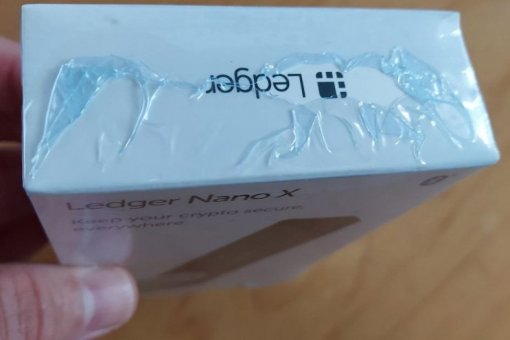 Ledger
Ledger Nano X
Keep your crypto secure,
everywhere